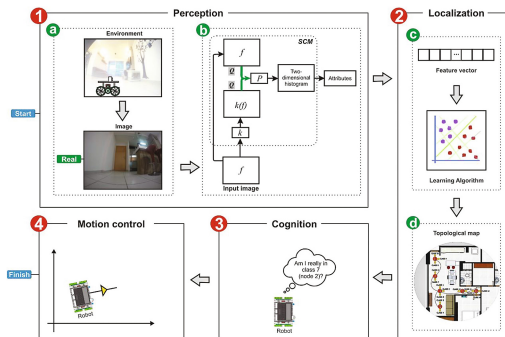 1
Perception
2
Localization
a
Environment
b
SCM
c
f
Q
Q
P
Two-
dimensional
histogram
Attributes
Feature vector
Start
Image
k(f)
Real
k
f
Input image
Learning Algorithm
4
Motion control
3
Cognition
d
Topological map
Am I really in
class 7
(node 2)?
Finish
Robot
Robot